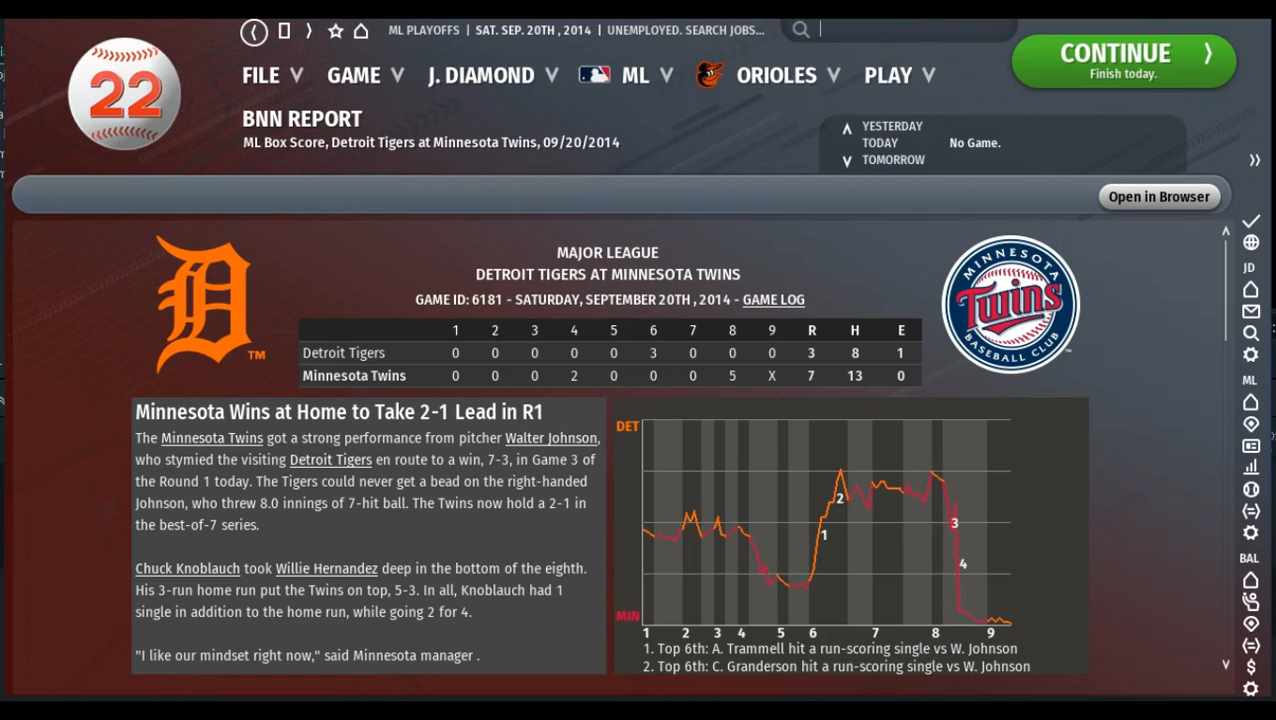 ML PLAYOFFS | SAT. SEP. 20TH , 2014 | UNEMPLOYED. SEARCH JOBS...
22
FILE GAME J. DIAMOND ML ORIOLES PLAY
CONTINUE
Finish today.
BNN REPORT
ML Box Score, Detroit Tigers at Minnesota Twins, 09/20/2014
YESTERDAY
TODAY No Game.
TOMORROW
Open in Browser
MAJOR LEAGUE
DETROIT TIGERS AT MINNESOTA TWINS
GAME ID: 6181 - SATURDAY, SEPTEMBER 20TH , 2014 - GAME LOG
D TM
MINNESOTA
Twins
BASEBALL CLUB
1 2 3 4 5 6 7 8 9 R H E
Detroit Tigers 0 0 0 0 0 3 0 0 0 3 8 1
Minnesota Twins 0 0 0 2 0 0 0 5 X 7 13 0
Minnesota Wins at Home to Take 2-1 Lead in R1
The Minnesota Twins got a strong performance from pitcher Walter Johnson,
who stymied the visiting Detroit Tigers en route to a win, 7-3, in Game 3 of
the Round 1 today. The Tigers could never get a bead on the right-handed
Johnson, who threw 8.0 innings of 7-hit ball. The Twins now hold a 2-1 in
the best-of-7 series.
Chuck Knoblauch took Willie Hernandez deep in the bottom of the eighth.
His 3-run home run put the Twins on top, 5-3. In all, Knoblauch had 1
single in addition to the home run, while going 2 for 4.
"I like our mindset right now," said Minnesota manager .
DET
2
1
3
4
MIN
1 2 3 4 5 6 7 8 9
1. Top 6th: A. Trammell hit a run-scoring single vs W. Johnson
2. Top 6th: C. Granderson hit a run-scoring single vs W. Johnson
JD
ML
BAL